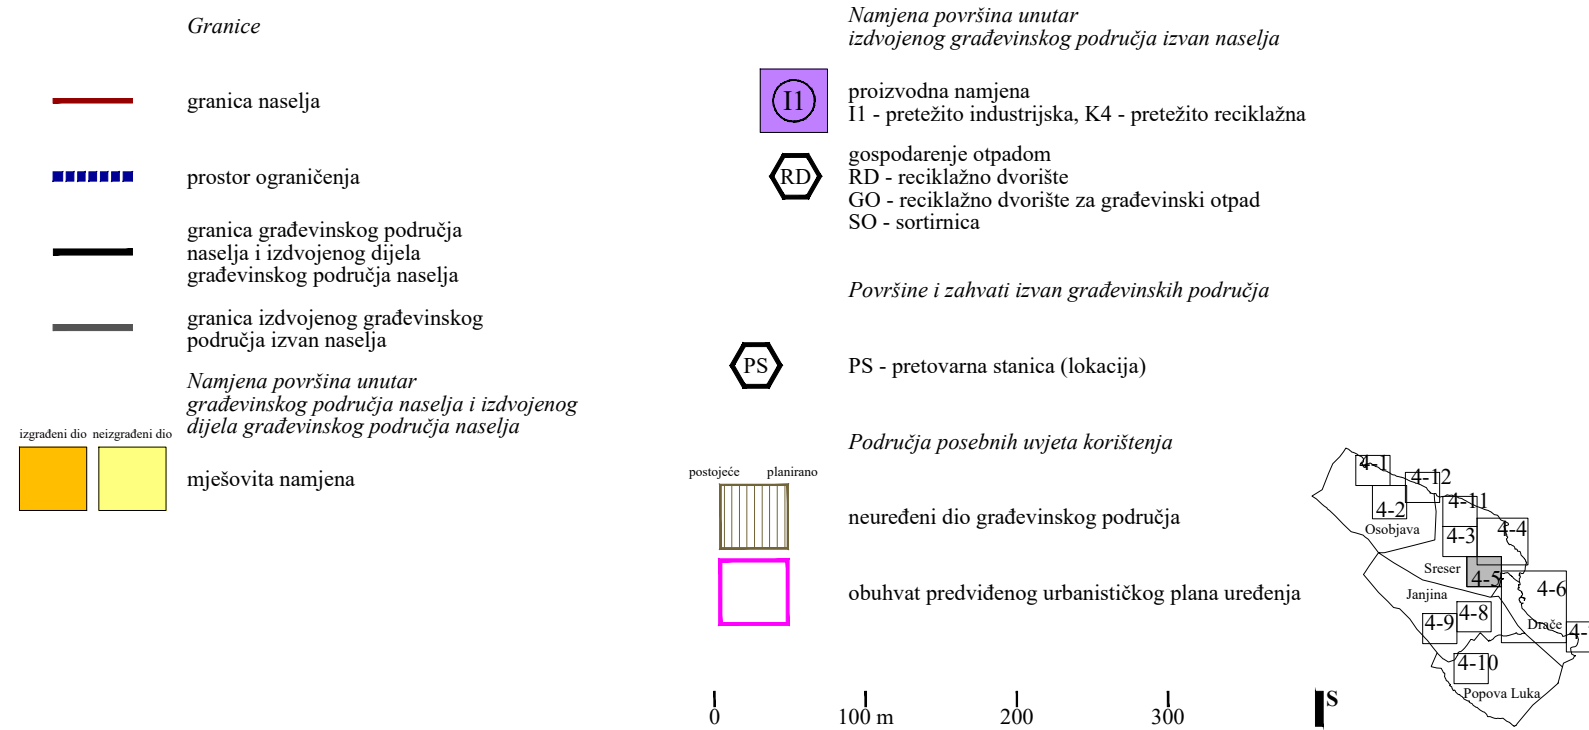 Granice
granica naselja
prostor ograničenja
granica građevinskog područja
naselja i izdvojenog dijela
građevinskog područja naselja
granica izdvojenog građevinskog
područja izvan naselja
Namjena površina unutar
građevinskog područja naselja i izdvojenog
dijela građevinskog područja naselja
izgrađeni dio neizgrađeni dio
mješovita namjena
Namjena površina unutar
izdvojenog građevinskog područja izvan naselja
I1
proizvodna namjena
I1 - pretežito industrijska, K4 - pretežito reciklažna
RD
gospodarenje otpadom
RD - reciklažno dvorište
GO - reciklažno dvorište za građevinski otpad
SO - sortirnica
Površine i zahvati izvan građevinskih područja
PS
PS - pretovarna stanica (lokacija)
Područja posebnih uvjeta korištenja
postojeće planirano
neuređeni dio građevinskog područja
obuhvat predviđenog urbanističkog plana uređenja
0 100 m 200 300
S
4-1
4-12
4-11
4-2
Osobjava
4-4
4-3
Sreser
4-5
4-6
Janjina
4-8
4-9
Drače
4-
4-10
Popova Luka